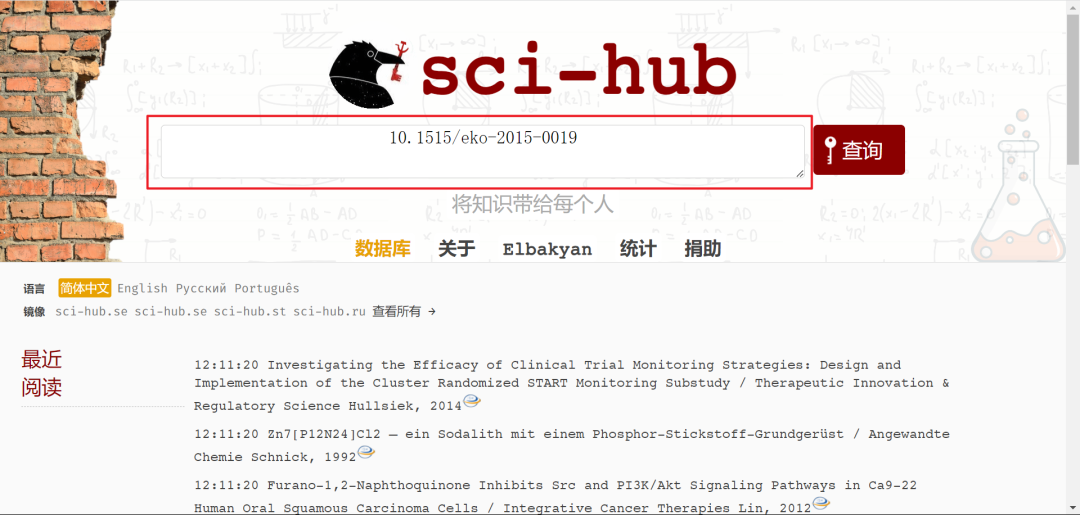 sci-hub
10.1515/eko-2015-0019
查询
将知识带给每个人
数据库 关于 Elbakyan 统计 捐助
语言 简体中文 English Русский Português
镜像 sci-hub.se sci-hub.se sci-hub.st sci-hub.ru 查看所有 →
最近
阅读
12:11:20 Investigating the Efficacy of Clinical Trial Monitoring Strategies: Design and
Implementation of the Cluster Randomized START Monitoring Substudy / Therapeutic Innovation &
Regulatory Science Hullsiek, 2014
12:11:20 Zn7[P12N24]Cl2 — ein Sodalith mit einem Phosphor-Stickstoff-Grundgerüst / Angewandte
Chemie Schnick, 1992
12:11:20 Furano-1,2-Naphthoquinone Inhibits Src and PI3K/Akt Signaling Pathways in Ca9-22
Human Oral Squamous Carcinoma Cells / Integrative Cancer Therapies Lin, 2012